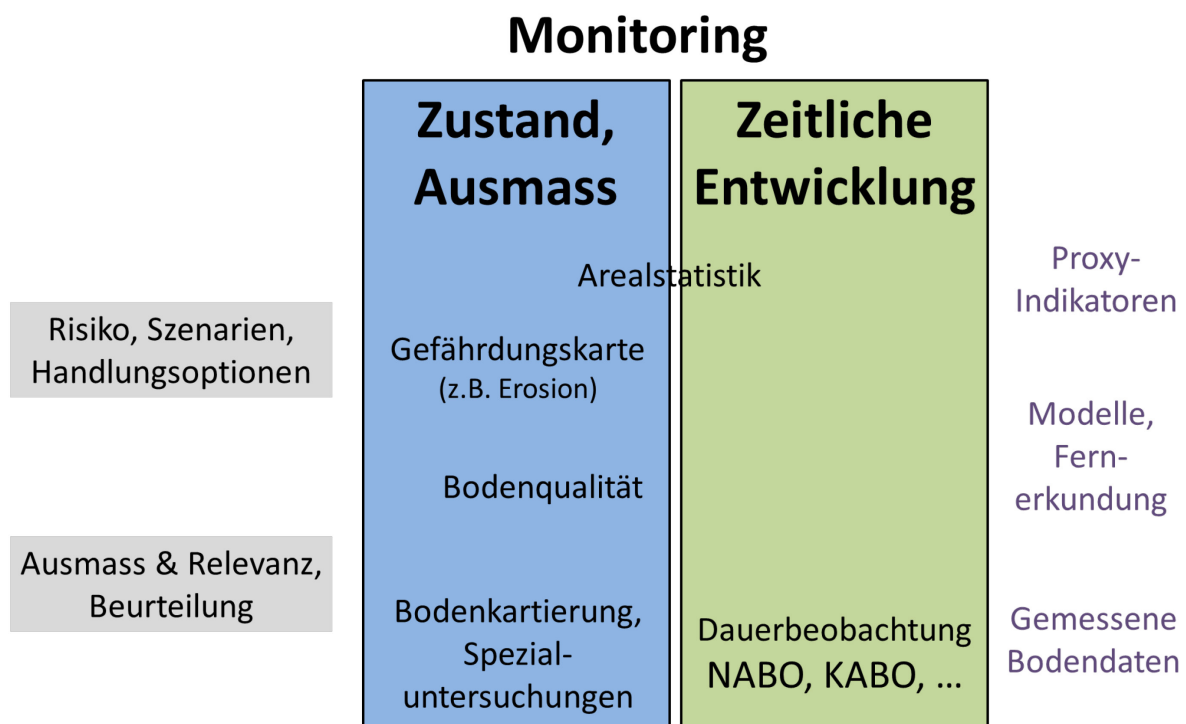 Monitoring
Zustand,
Ausmass
Zeitliche
Entwicklung
Arealstatistik
Proxy-
Indikatoren
Risiko, Szenarien,
Handlungsoptionen
Gefährdungskarte
(z.B. Erosion)
Modelle,
Fern-
erkundung
Bodenqualität
Ausmass & Relevanz,
Beurteilung
Bodenkartierung,
Spezial-
untersuchungen
Dauerbeobachtung
NABO, KABO, ...
Gemessene
Bodendaten